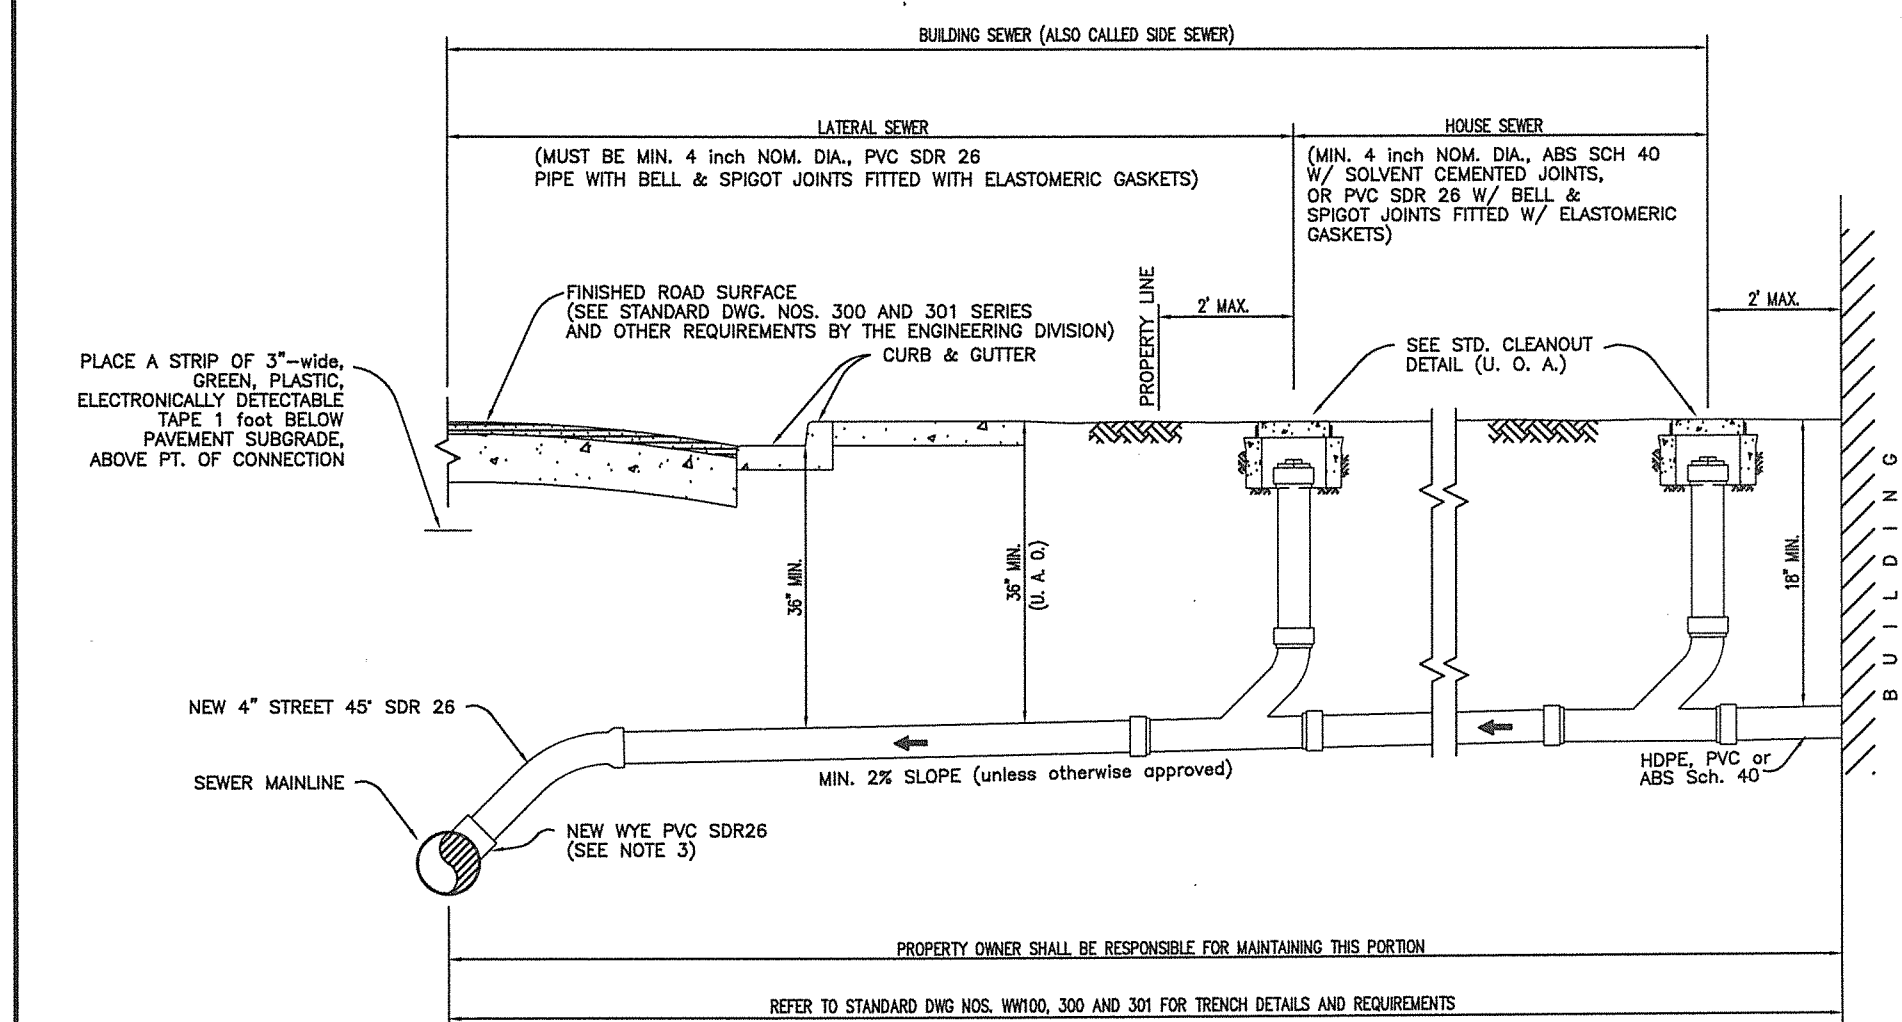 BUILDING SEWER (ALSO CALLED SIDE SEWER)
LATERAL SEWER
(MUST BE MIN. 4 inch NOM. DIA., PVC SDR 26
PIPE WITH BELL & SPIGOT JOINTS FITTED WITH ELASTOMERIC GASKETS)
HOUSE SEWER
(MIN. 4 inch NOM. DIA., ABS SCH 40
W/ SOLVENT CEMENTED JOINTS,
OR PVC SDR 26 W/ BELL &
SPIGOT JOINTS FITTED W/ ELASTOMERIC
GASKETS)
FINISHED ROAD SURFACE
(SEE STANDARD DWG. NOS. 300 AND 301 SERIES
AND OTHER REQUIREMENTS BY THE ENGINEERING DIVISION)
CURB & GUTTER
PROPERTY LINE
2' MAX.
2' MAX.
SEE STD. CLEANOUT
DETAIL (U. O. A.)
PLACE A STRIP OF 3"-wide,
GREEN, PLASTIC,
ELECTRONICALLY DETECTABLE
TAPE 1 foot BELOW
PAVEMENT SUBGRADE,
ABOVE PT. OF CONNECTION
36" MIN.
36" MIN.
(U. A. O.)
18" MIN.
BUILDING
NEW 4" STREET 45° SDR 26
SEWER MAINLINE
MIN. 2% SLOPE (unless otherwise approved)
HDPE, PVC or
ABS Sch. 40
NEW WYE PVC SDR26
(SEE NOTE 3)
PROPERTY OWNER SHALL BE RESPONSIBLE FOR MAINTAINING THIS PORTION
REFER TO STANDARD DWG NOS. WW100, 300 AND 301 FOR TRENCH DETAILS AND REQUIREMENTS